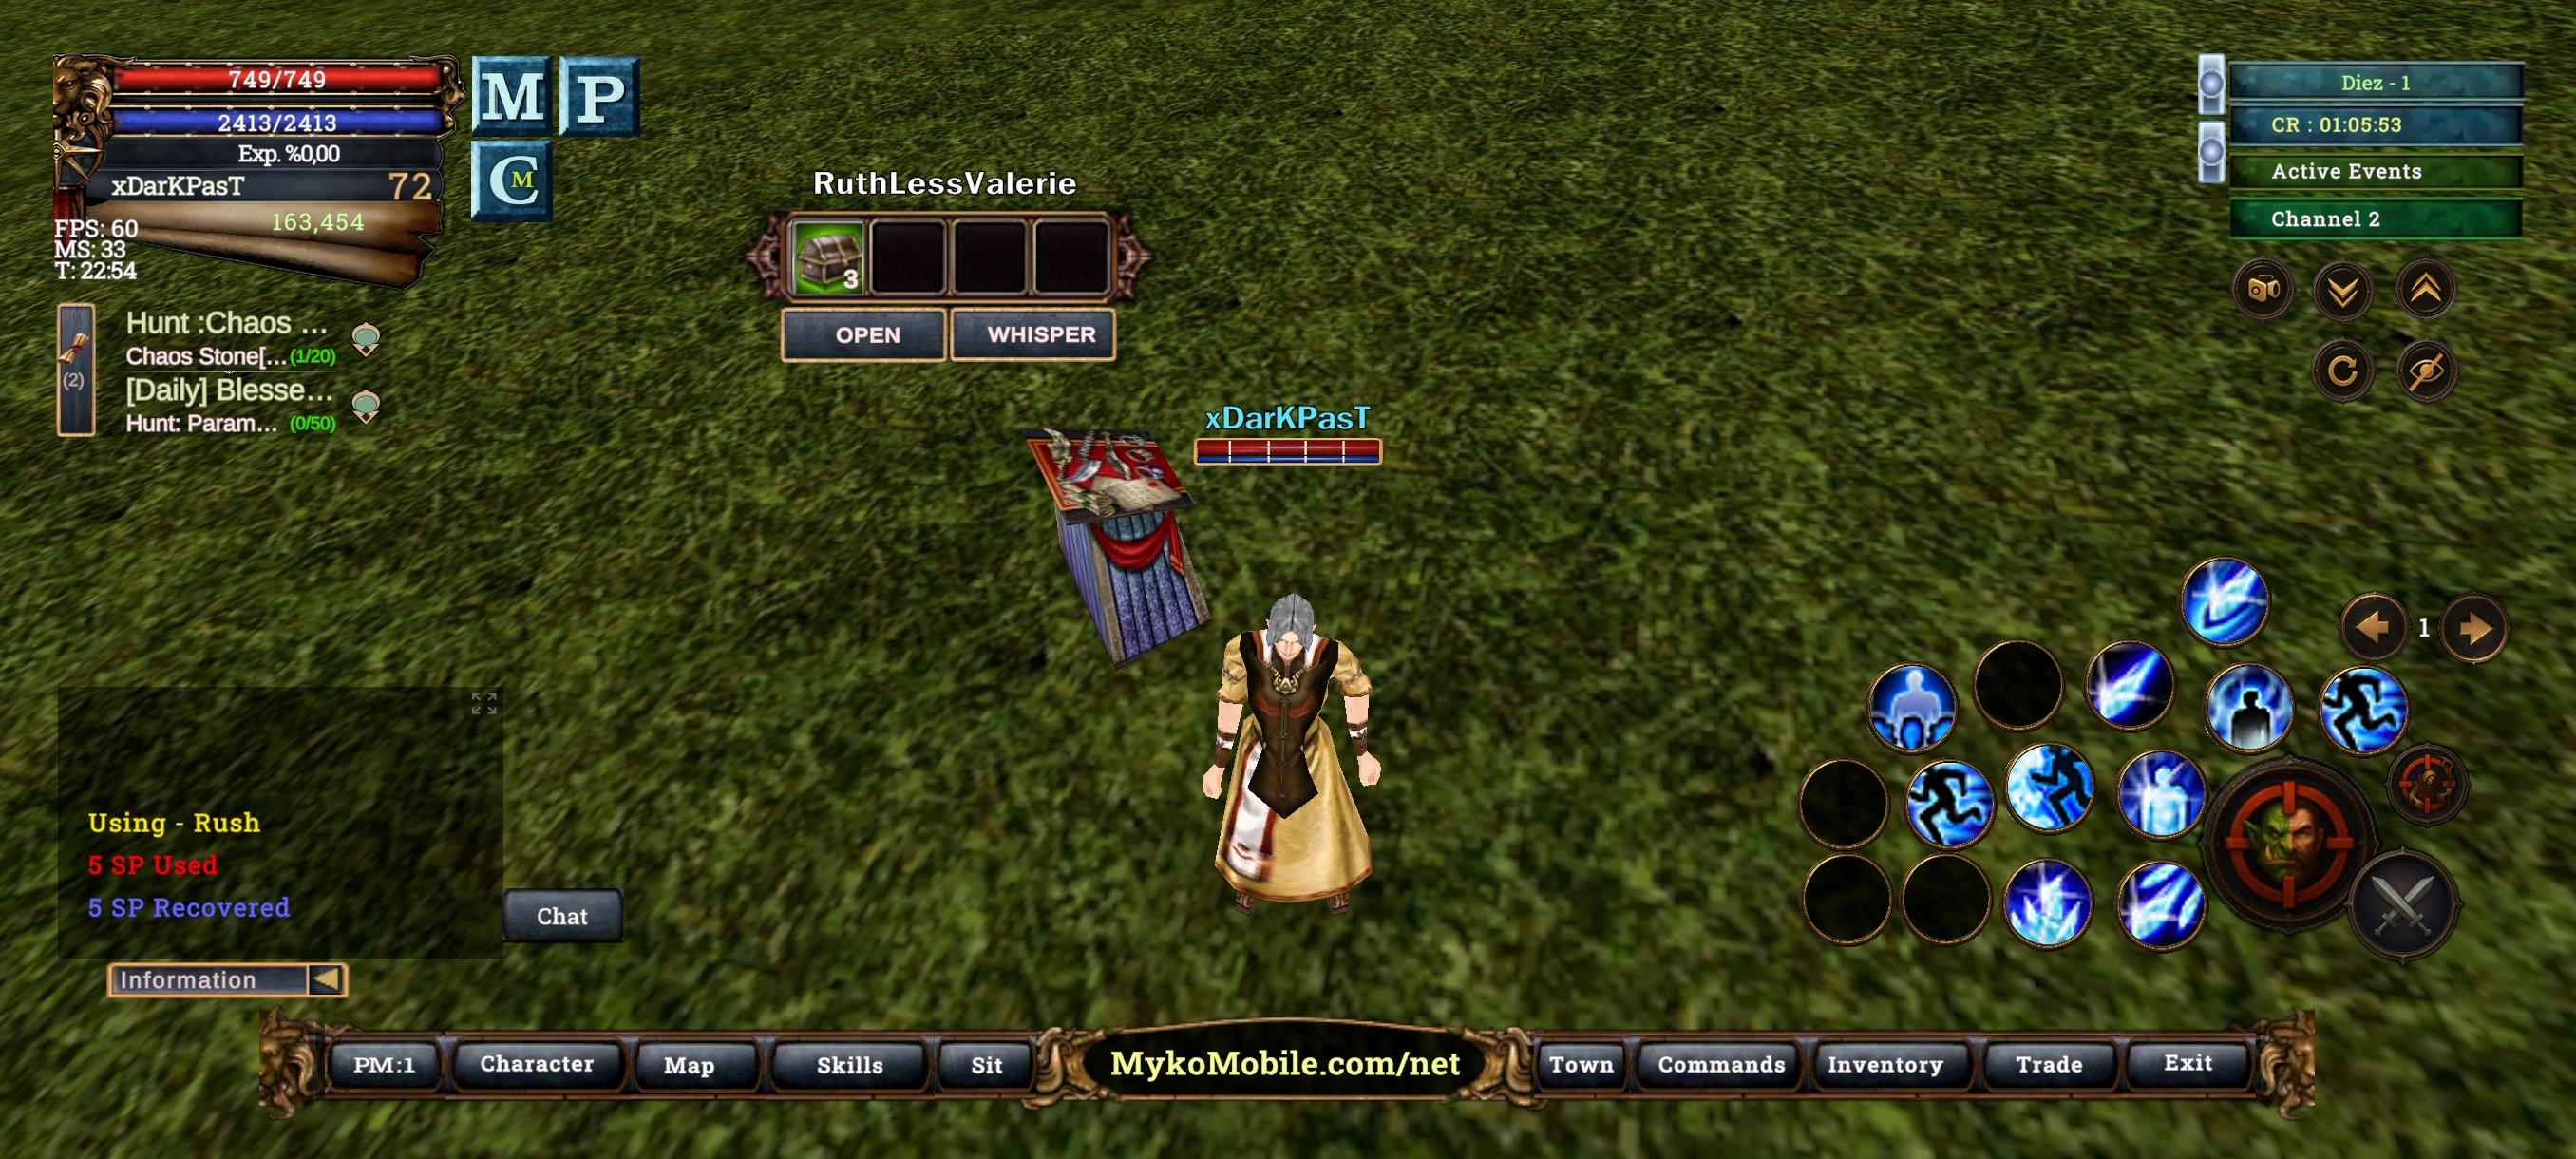 749/749
2413/2413
Exp. %0,00
xDarKPasT 72
163,454
FPS: 60
MS: 33
T: 22:54
M P
C M
Hunt :Chaos ...
Chaos Stone[... (1/20)
(2)
[Daily] Blesse...
Hunt: Param... (0/50)
RuthLessValerie
3
OPEN WHISPER
xDarKPasT
Diez - 1
CR : 01:05:53
Active Events
Channel 2
1
Using - Rush
5 SP Used
5 SP Recovered
Chat
Information
PM:1 Character Map Skills Sit MykoMobile.com/net Town Commands Inventory Trade Exit